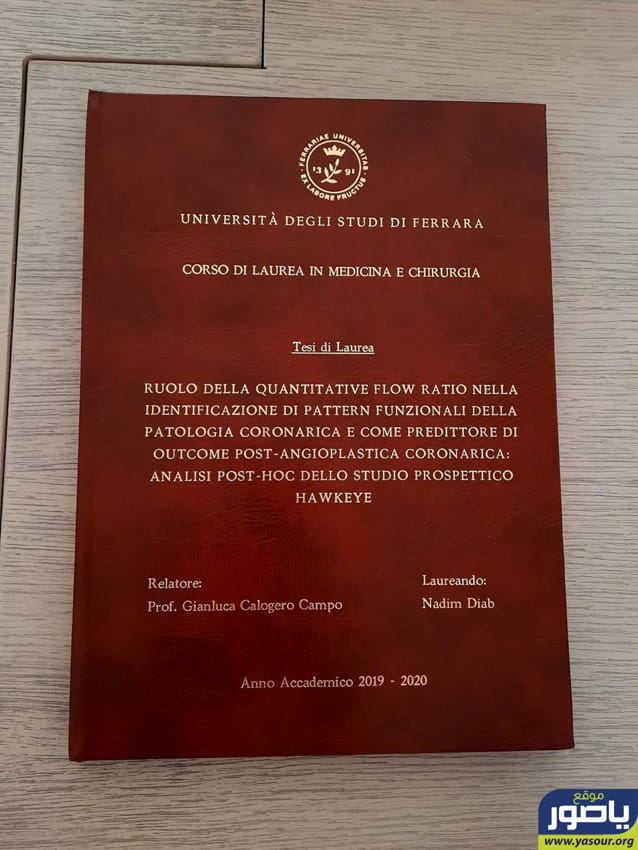 FERRARIAE UNIVERSITAS
13 91
EX LABORE FRUCTUS
UNIVERSITÀ DEGLI STUDI DI FERRARA
CORSO DI LAUREA IN MEDICINA E CHIRURGIA
Tesi di Laurea
RUOLO DELLA QUANTITATIVE FLOW RATIO NELLA
IDENTIFICAZIONE DI PATTERN FUNZIONALI DELLA
PATOLOGIA CORONARICA E COME PREDITTORE DI
OUTCOME POST-ANGIOPLASTICA CORONARICA:
ANALISI POST-HOC DELLO STUDIO PROSPETTICO
HAWKEYE
Relatore:
Prof. Gianluca Calogero Campo
Laureando:
Nadim Diab
Anno Accademico 2019 - 2020
موقع
ياصور
www.yasour.org